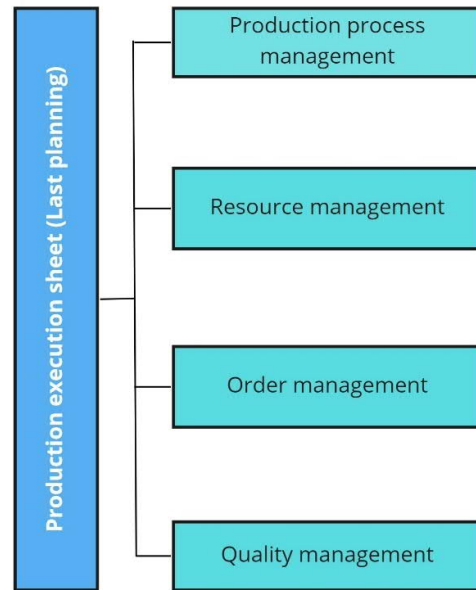 Production execution sheet (Last planning)
Production process
management
Resource management
Order management
Quality management